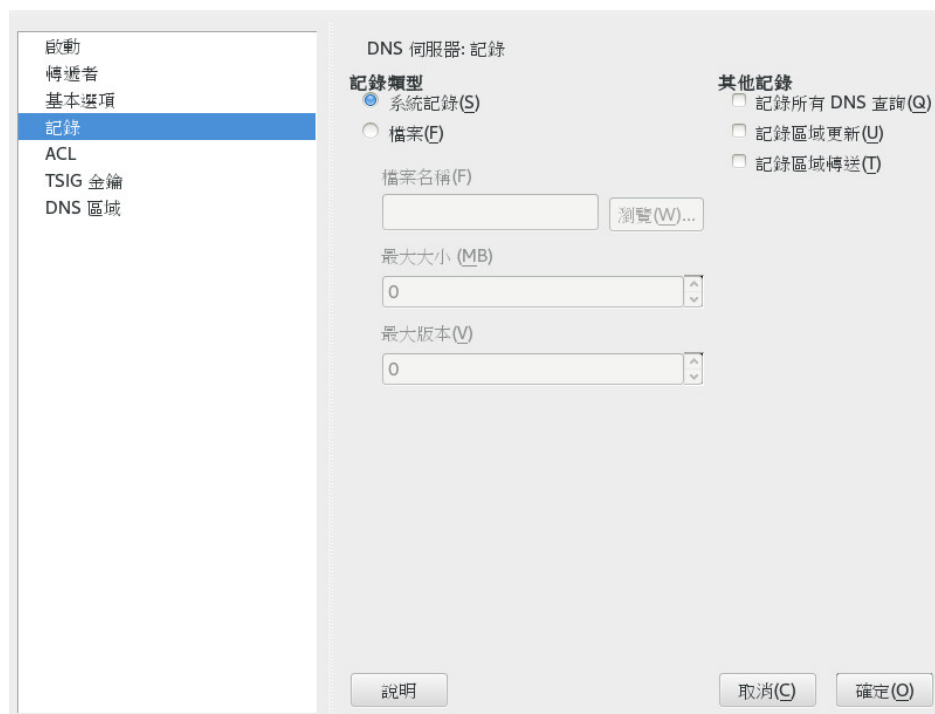 啟動
轉遞者
基本選項
記錄
ACL
TSIG 金鑰
DNS 區域
DNS 伺服器: 記錄
記錄類型
系統記錄(S)
檔案(F)
檔案名稱(F)
瀏覽(W)...
最大大小 (MB)
0
最大版本(V)
0
其他記錄
記錄所有 DNS 查詢(Q)
記錄區域更新(U)
記錄區域轉送(T)
說明
取消(C)
確定(O)